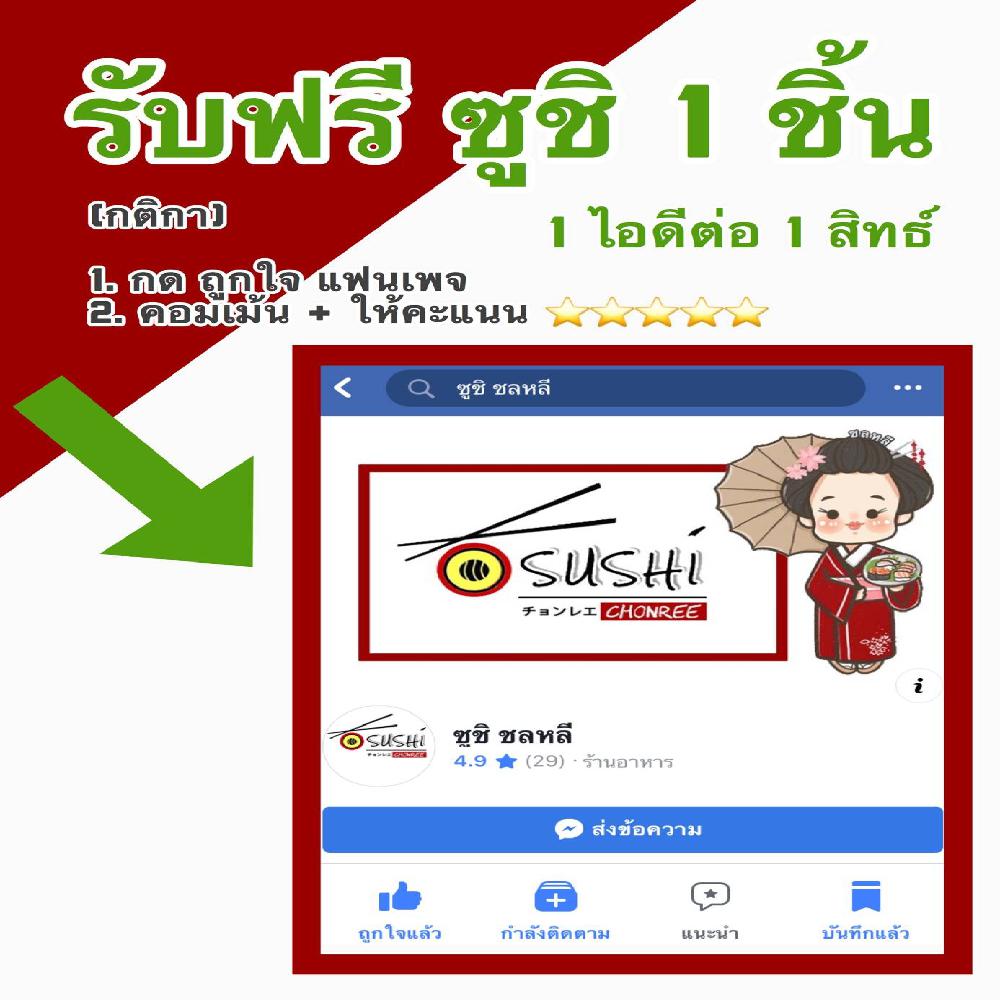 รับฟรี ซูชิ 1 ชิ้น
(กติกา)
1 ไอดีต่อ 1 สิทธ์
1. กด ถูกใจ แฟนเพจ
2. คอมเม้น + ให้คะแนน ⭐⭐⭐⭐⭐
ซูชิ ชลหลี
ชลหลี
SUSHi
チョンレエ CHONREE
i
SUSHi
チョンレエ CHONREE
ซูชิ ชลหลี
4.9 ★ (29) · ร้านอาหาร
ส่งข้อความ
ถูกใจแล้ว กำลังติดตาม แนะนำ บันทึกแล้ว